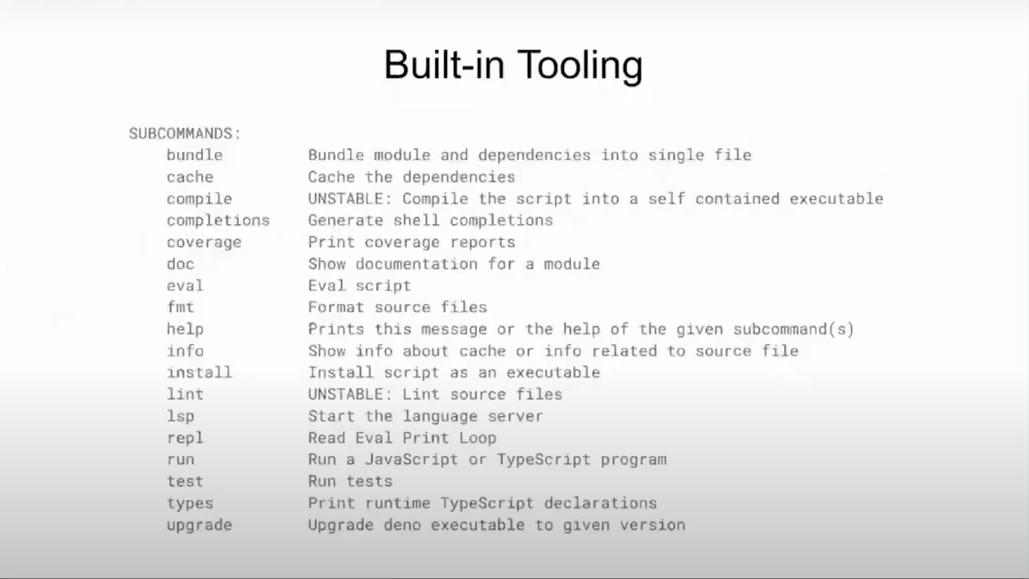 Built-in Tooling
SUBCOMMANDS:
bundle Bundle module and dependencies into single file
cache Cache the dependencies
compile UNSTABLE: Compile the script into a self contained executable
completions Generate shell completions
coverage Print coverage reports
doc Show documentation for a module
eval Eval script
fmt Format source files
help Prints this message or the help of the given subcommand(s)
info Show info about cache or info related to source file
install Install script as an executable
lint UNSTABLE: Lint source files
lsp Start the language server
repl Read Eval Print Loop
run Run a JavaScript or TypeScript program
test Run tests
types Print runtime TypeScript declarations
upgrade Upgrade deno executable to given version